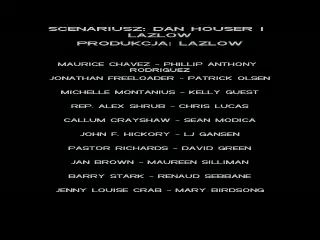 SCENARIUSZ: DAN HOUSER I
LAZLOW
PRODUKCJA: LAZLOW
MAURICE CHAVEZ - PHILLIP ANTHONY
RODRIGUEZ
JONATHAN FREELOADER - PATRICK OLSEN
MICHELLE MONTANIUS - KELLY GUEST
REP. ALEX SHRUB - CHRIS LUCAS
CALLUM CRAYSHAW - SEAN MODICA
JOHN F. HICKORY - LJ GANSEN
PASTOR RICHARDS - DAVID GREEN
JAN BROWN - MAUREEN SILLIMAN
BARRY STARK - RENAUD SEBBANE
JENNY LOUISE CRAB - MARY BIRDSONG